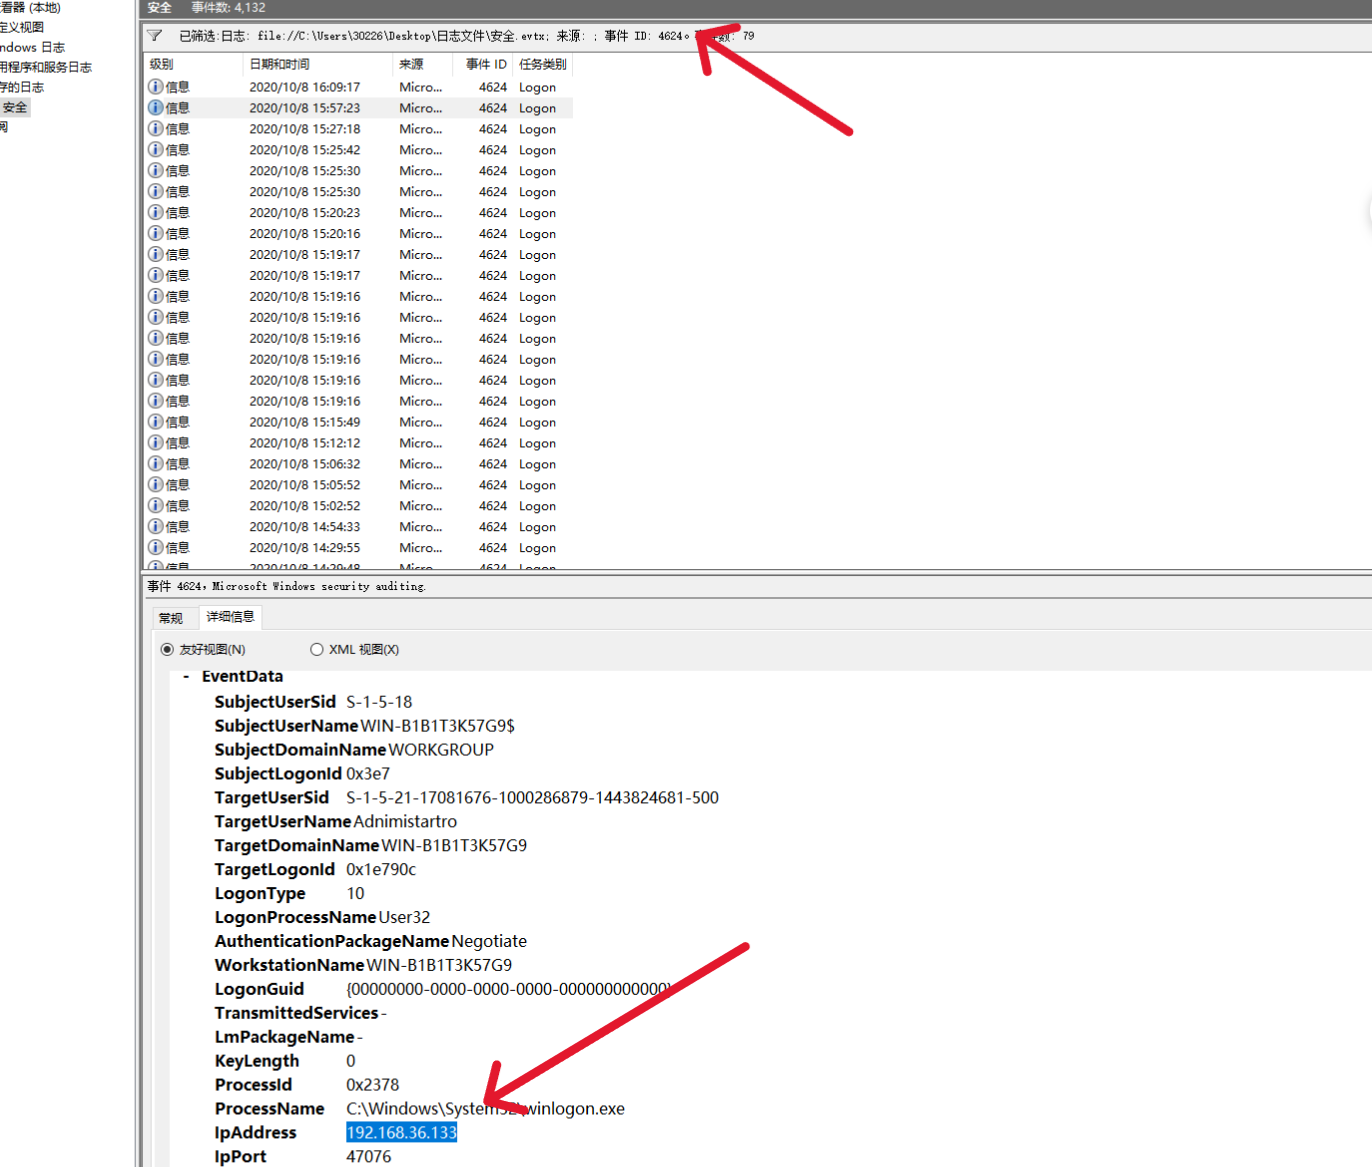 看器 (本地)
定义视图
ndows 日志
用程序和服务日志
存的日志
安全
阅
安全 事件数: 4,132
已筛选:日志: file://C:\Users\30226\Desktop\日志文件\安全.evtx; 来源: ; 事件 ID: 4624。 数: 79
级别 日期和时间 来源 事件 ID 任务类别
信息 2020/10/8 16:09:17 Micro... 4624 Logon
信息 2020/10/8 15:57:23 Micro... 4624 Logon
信息 2020/10/8 15:27:18 Micro... 4624 Logon
信息 2020/10/8 15:25:42 Micro... 4624 Logon
信息 2020/10/8 15:25:30 Micro... 4624 Logon
信息 2020/10/8 15:25:30 Micro... 4624 Logon
信息 2020/10/8 15:20:23 Micro... 4624 Logon
信息 2020/10/8 15:20:16 Micro... 4624 Logon
信息 2020/10/8 15:19:17 Micro... 4624 Logon
信息 2020/10/8 15:19:17 Micro... 4624 Logon
信息 2020/10/8 15:19:16 Micro... 4624 Logon
信息 2020/10/8 15:19:16 Micro... 4624 Logon
信息 2020/10/8 15:19:16 Micro... 4624 Logon
信息 2020/10/8 15:19:16 Micro... 4624 Logon
信息 2020/10/8 15:19:16 Micro... 4624 Logon
信息 2020/10/8 15:19:16 Micro... 4624 Logon
信息 2020/10/8 15:15:49 Micro... 4624 Logon
信息 2020/10/8 15:12:12 Micro... 4624 Logon
信息 2020/10/8 15:06:32 Micro... 4624 Logon
信息 2020/10/8 15:05:52 Micro... 4624 Logon
信息 2020/10/8 15:02:52 Micro... 4624 Logon
信息 2020/10/8 14:54:33 Micro... 4624 Logon
信息 2020/10/8 14:29:55 Micro... 4624 Logon
信息 2020/10/8 14:29:48 Micro... 4624 Logon
事件 4624，Microsoft Windows security auditing.
常规 详细信息
友好视图(N) XML 视图(X)
- EventData
SubjectUserSid S-1-5-18
SubjectUserName WIN-B1B1T3K57G9$
SubjectDomainName WORKGROUP
SubjectLogonId 0x3e7
TargetUserSid S-1-5-21-17081676-1000286879-1443824681-500
TargetUserName Adnimistartro
TargetDomainName WIN-B1B1T3K57G9
TargetLogonId 0x1e790c
LogonType 10
LogonProcessName User32
AuthenticationPackageName Negotiate
WorkstationName WIN-B1B1T3K57G9
LogonGuid {00000000-0000-0000-0000-000000000000}
TransmittedServices -
LmPackageName -
KeyLength 0
ProcessId 0x2378
ProcessName C:\Windows\System32\winlogon.exe
IpAddress 192.168.36.133
IpPort 47076